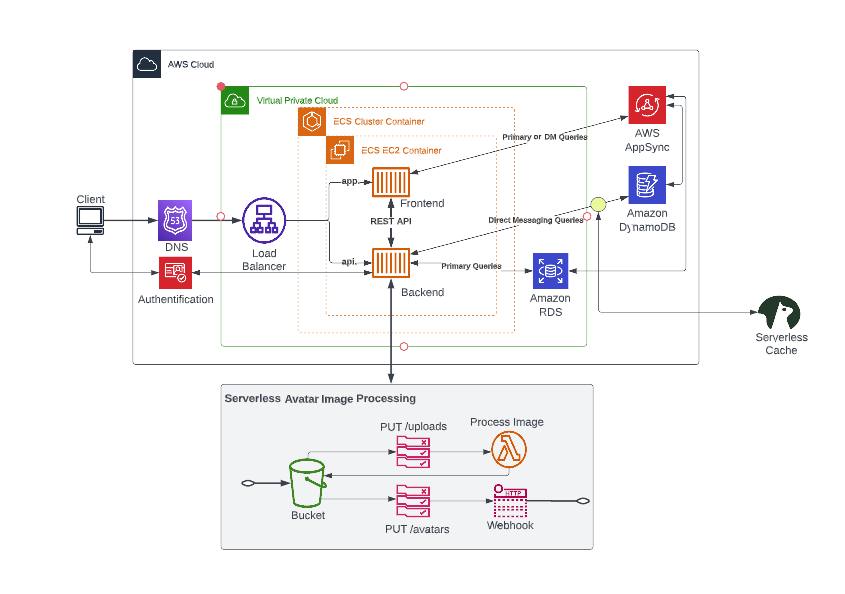 AWS Cloud
Virtual Private Cloud
ECS Cluster Container
ECS EC2 Container
Primary or DM Queries
AWS
AppSync
app.
Frontend
Client
53
DNS
Load
Balancer
REST API
Direct Messaging Queries
Amazon
DynamoDB
api.
Backend
Primary Queries
Authentification
Amazon
RDS
Serverless
Cache
Serverless Avatar Image Processing
PUT /uploads
Process Image
Bucket
HTTP
PUT /avatars
Webhook